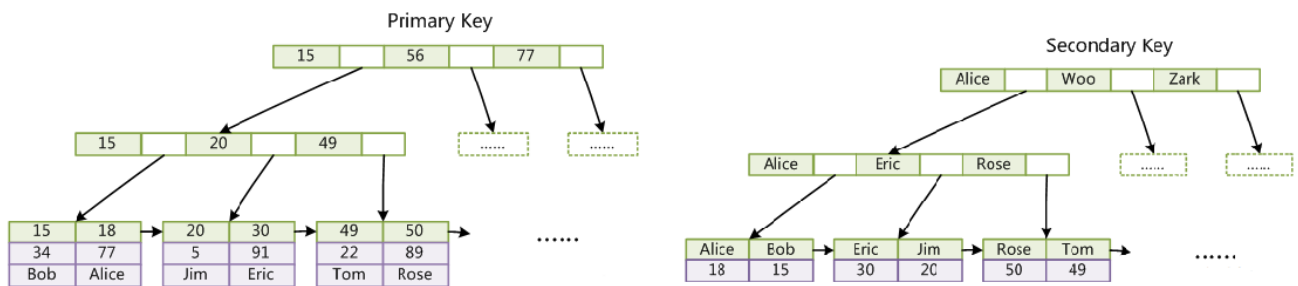 Primary Key
15 56 77
15 20 49
...... ......
15 18 20 30 49 50
34 77 5 91 22 89
Bob Alice Jim Eric Tom Rose
......
Secondary Key
Alice Woo Zark
Alice Eric Rose
...... ......
Alice Bob Eric Jim Rose Tom
18 15 30 20 50 49
......